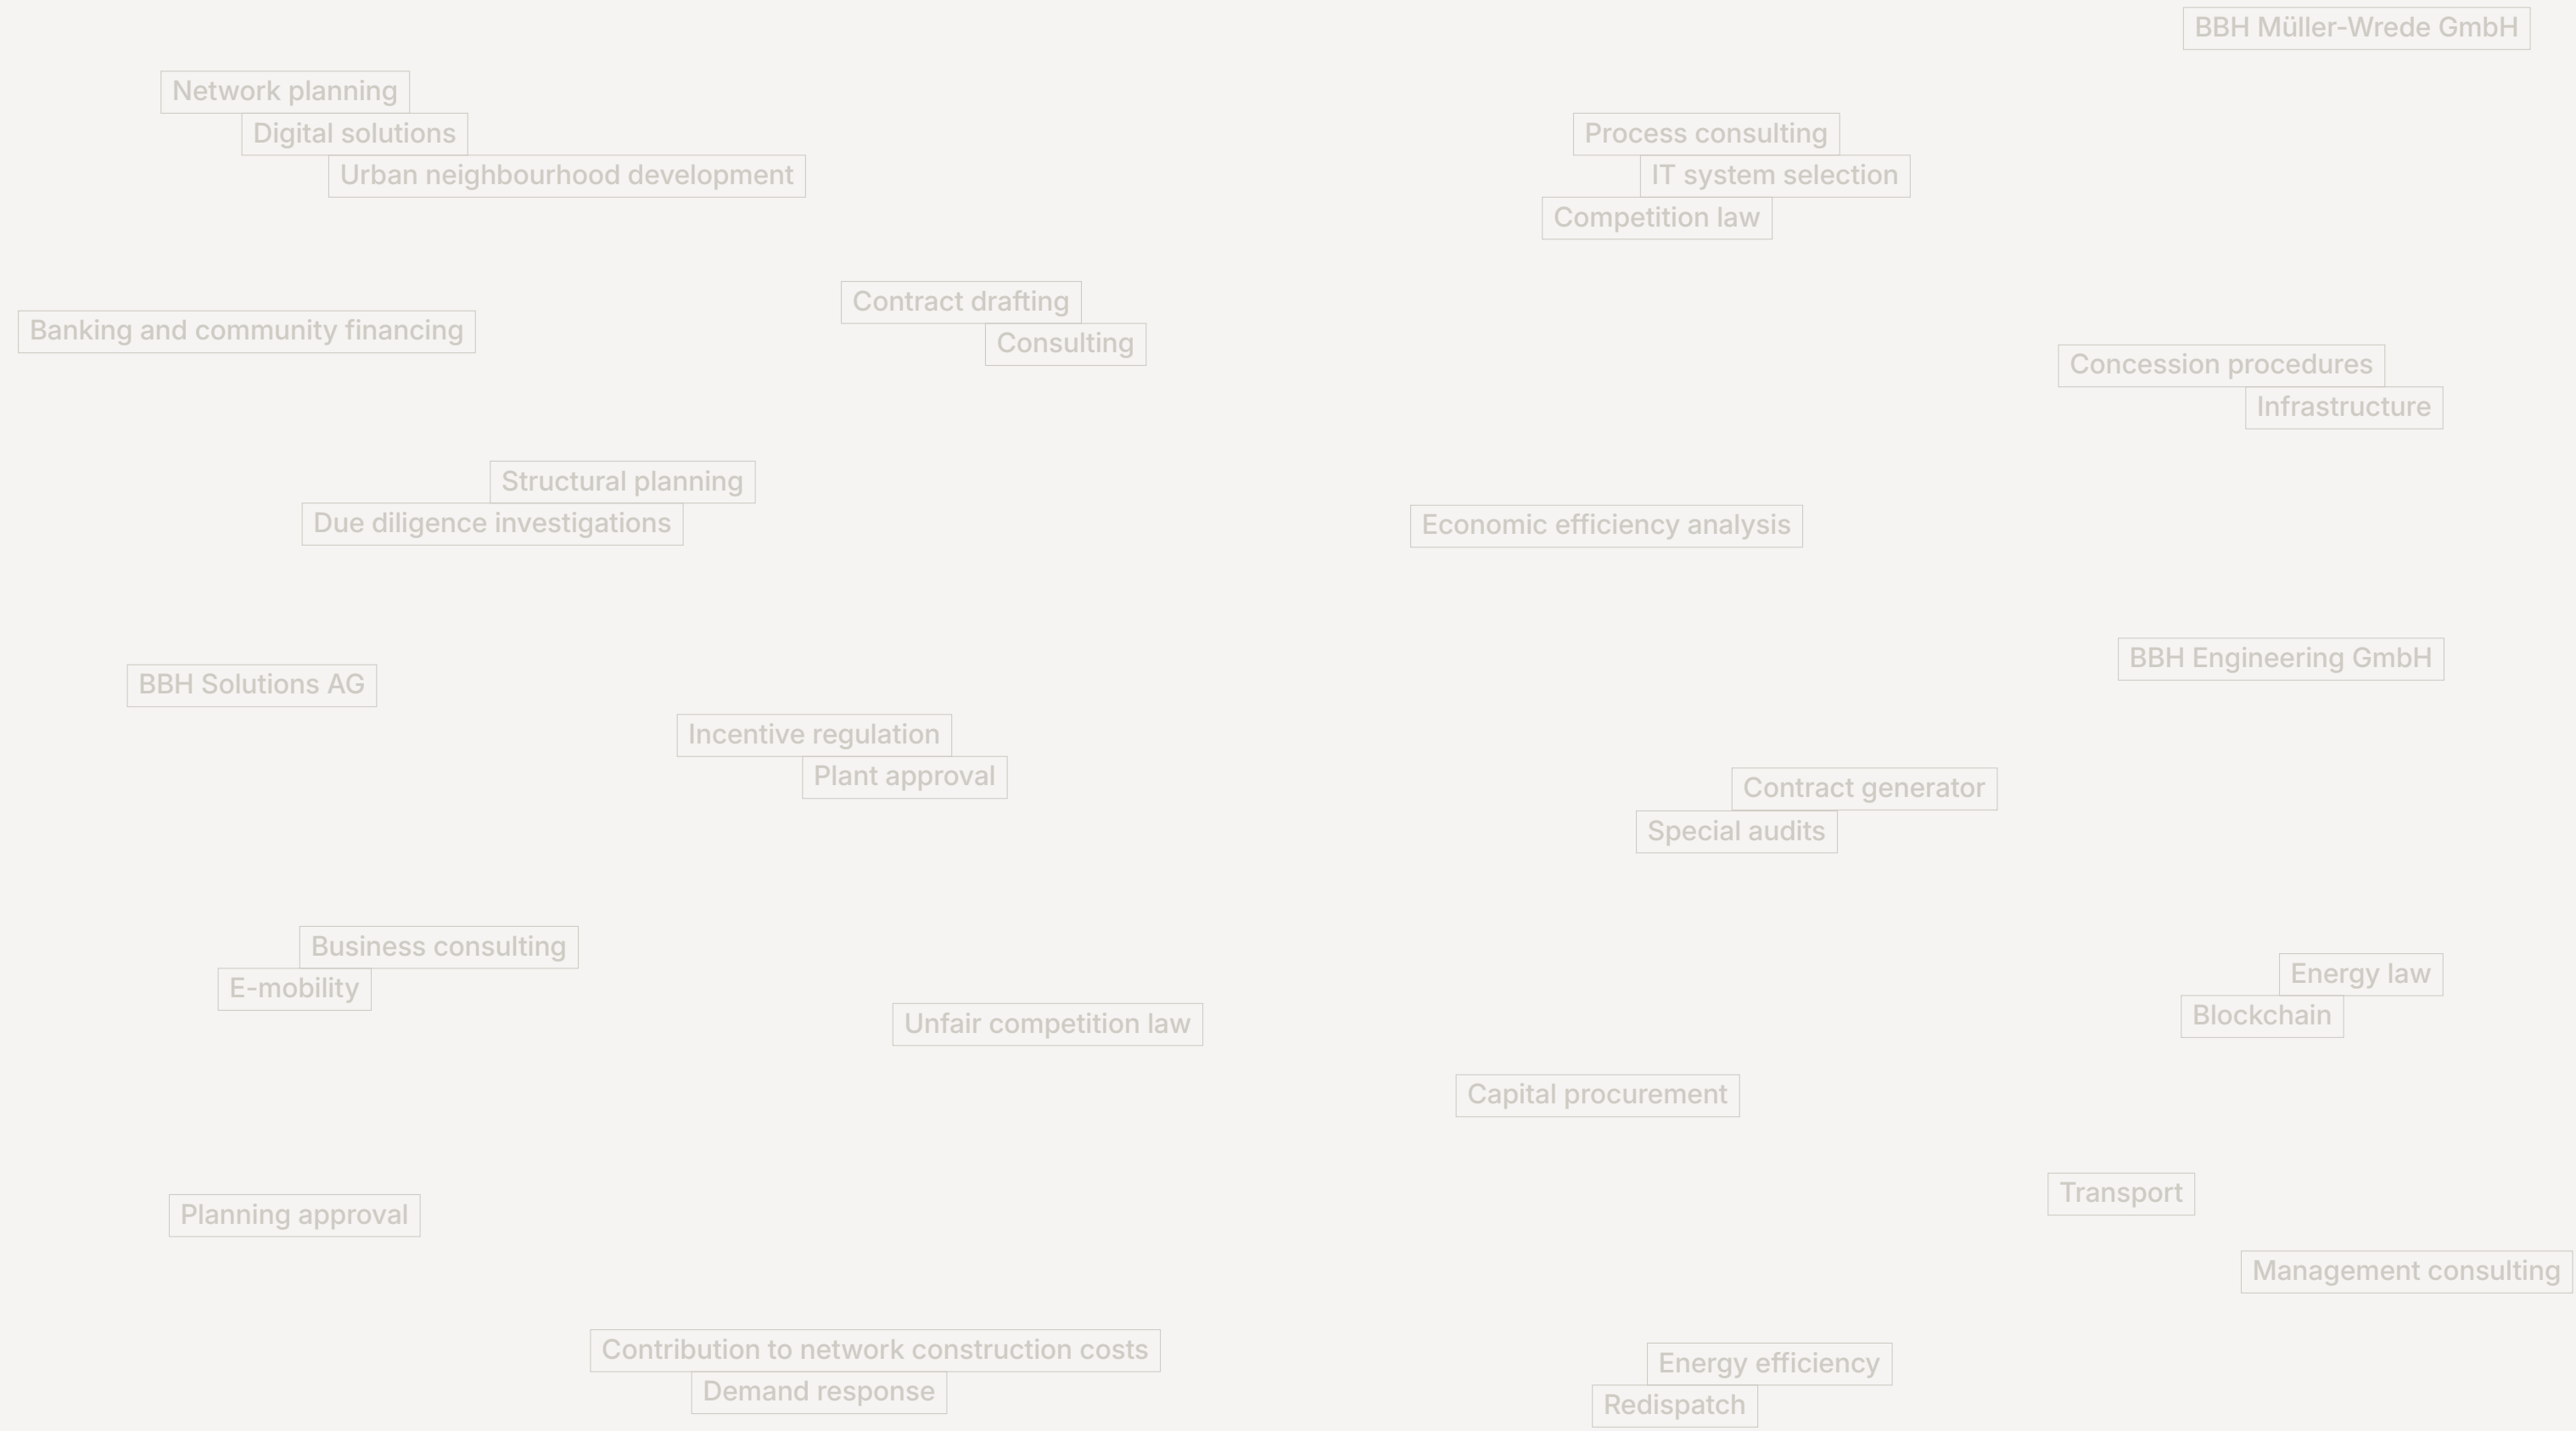 BBH Müller-Wrede GmbH
Network planning
Digital solutions
Urban neighbourhood development
Process consulting
IT system selection
Competition law
Contract drafting
Consulting
Banking and community financing
Concession procedures
Infrastructure
Structural planning
Due diligence investigations
Economic efficiency analysis
BBH Engineering GmbH
BBH Solutions AG
Incentive regulation
Plant approval
Contract generator
Special audits
Business consulting
E-mobility
Energy law
Blockchain
Unfair competition law
Capital procurement
Transport
Planning approval
Management consulting
Contribution to network construction costs
Demand response
Energy efficiency
Redispatch